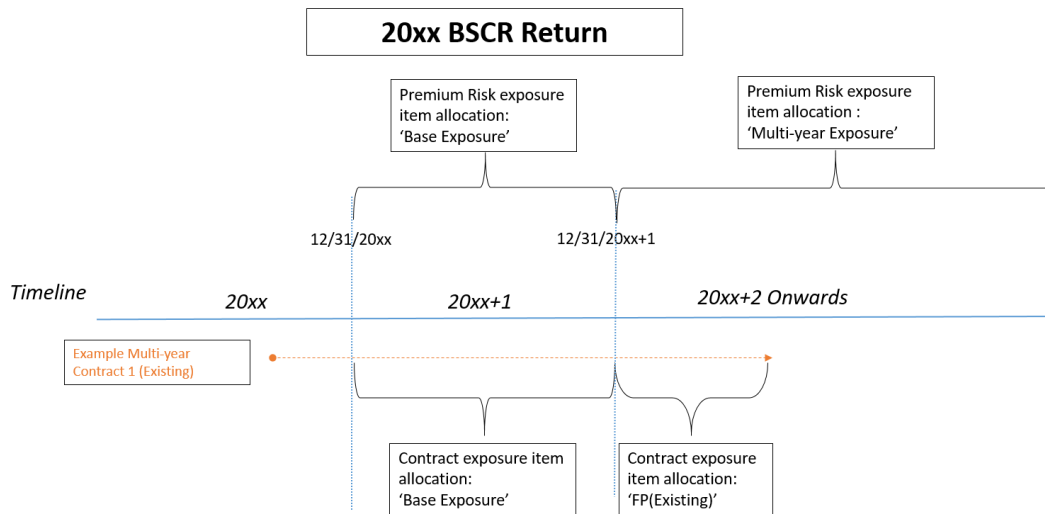 20xx BSCR Return
Premium Risk exposure
item allocation:
‘Base Exposure’
Premium Risk exposure
item allocation :
‘Multi-year Exposure’
12/31/20xx
12/31/20xx+1
Timeline
20xx
20xx+1
20xx+2 Onwards
Example Multi-year
Contract 1 (Existing)
Contract exposure item
allocation:
‘Base Exposure’
Contract exposure
item allocation:
‘FP(Existing)’